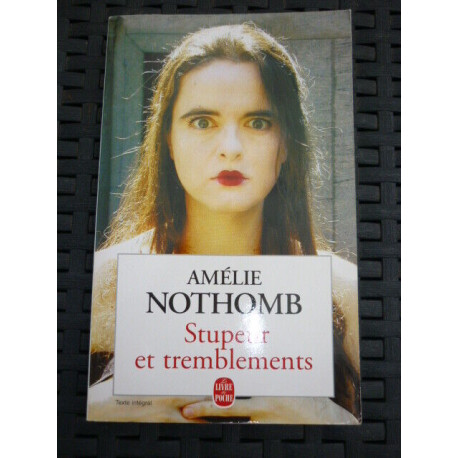 AMÉLIE
NOTHOMB
Stupeur
et tremblements
LE
LIVRE
DE
POCHE
Texte intégral